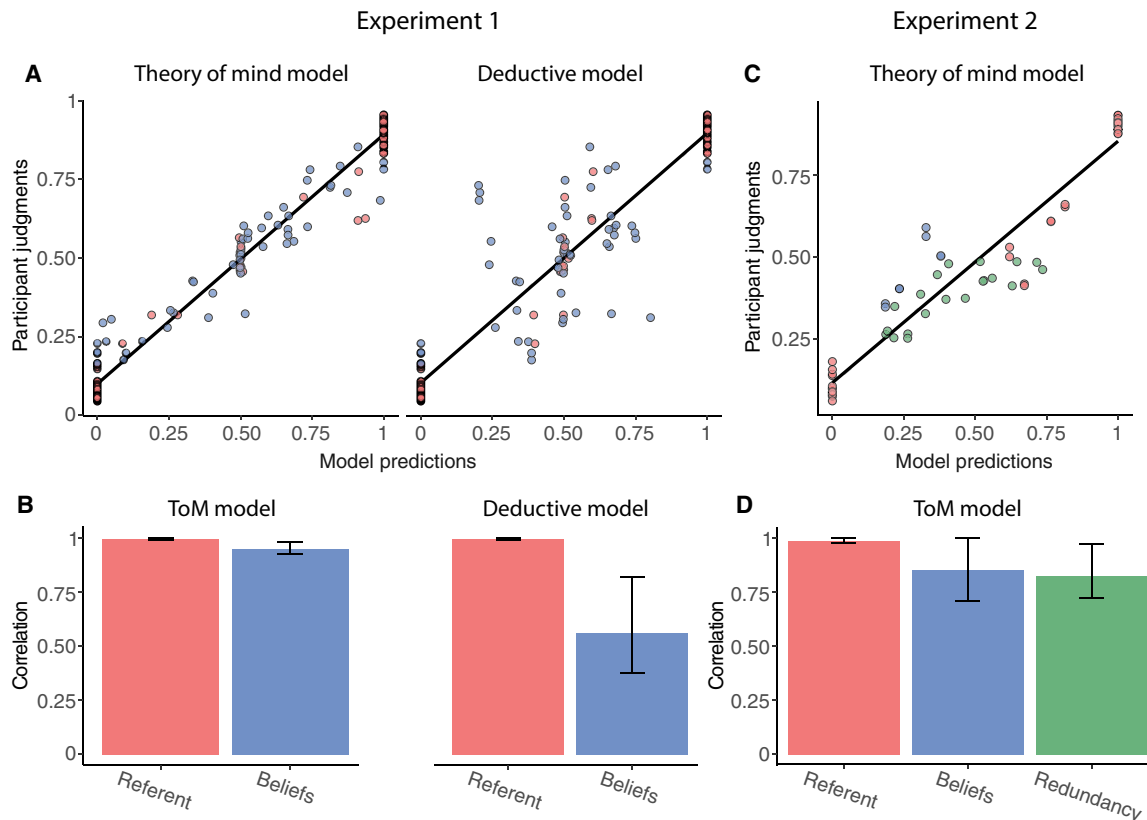 Experiment 1
Experiment 2
A
Theory of mind model
Deductive model
C
Theory of mind model
Participant judgments
1
0.75
0.50
0.25
0
0
0.25
0.50
0.75
1
0
0.25
0.50
0.75
1
Model predictions
Participant judgments
0.75
0.50
0.25
0
0.25
0.50
0.75
1
Model predictions
B
ToM model
Deductive model
D
ToM model
Correlation
1
0.75
0.50
0.25
0
Referent
Beliefs
Referent
Beliefs
Correlation
1
0.75
0.50
0.25
0
Referent
Beliefs
Redundancy